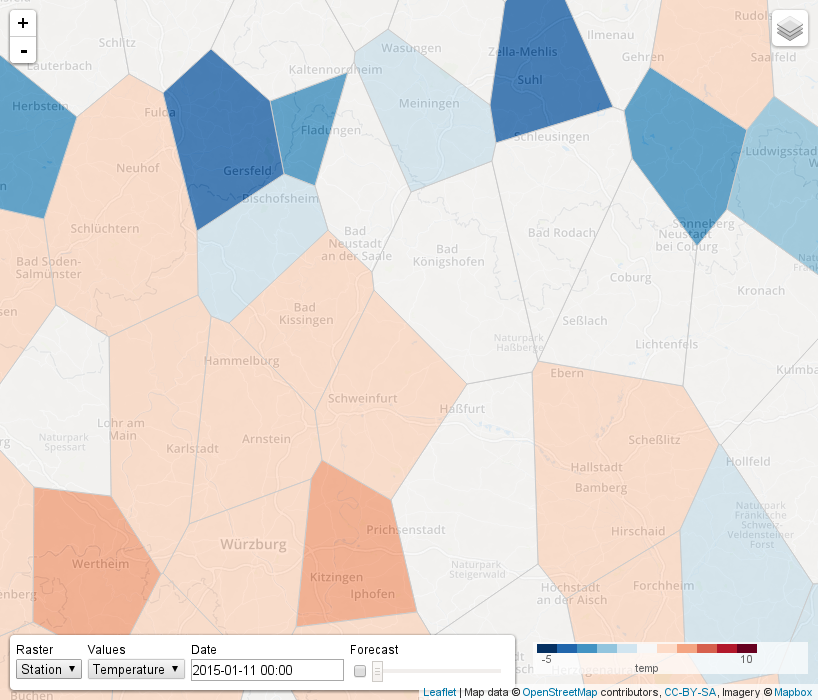 +
-
Schlitz
Lauterbach
Wasungen
Zella-Mehlis
Ilmenau
Rudols
Kaltennordheim
Suhl
Gehren
Saalfeld
Herbstein
Fulda
Meiningen
Fladungen
Schleusingen
Ludwigsstad
Neuhof
Gersfeld
Bischofsheim
Schlüchtern
Bad
Neustadt
an der Saale
Bad Rodach
Sonneberg
Neustadt
bei Coburg
Bad Soden-
Salmünster
Bad
Königshofen
Coburg
Kronach
Bad
Kissingen
Seßlach
Naturpark
Haßberge
Lichtenfels
Hammelburg
Ebern
Kulmba
Schweinfurt
Haßfurt
Lohr am
Main
Naturpark
Spessart
Karlstadt
Arnstein
Scheßlitz
Hallstadt
Bamberg
Hollfeld
Naturpark
Fränkische
Schweiz-
Veldensteiner
Forst
Prichsenstadt
Hirschaid
Würzburg
Wertheim
Kitzingen
Iphofen
Naturpark
Steigerwald
Höchstadt
an der Aisch
Forchheim
enberg
Herzogenaurach
Buchen
Raster
Values
Date
Forecast
Station ▼
Temperature ▼
2015-01-11 00:00
-5
10
temp
Leaflet | Map data © OpenStreetMap contributors, CC-BY-SA, Imagery © Mapbox